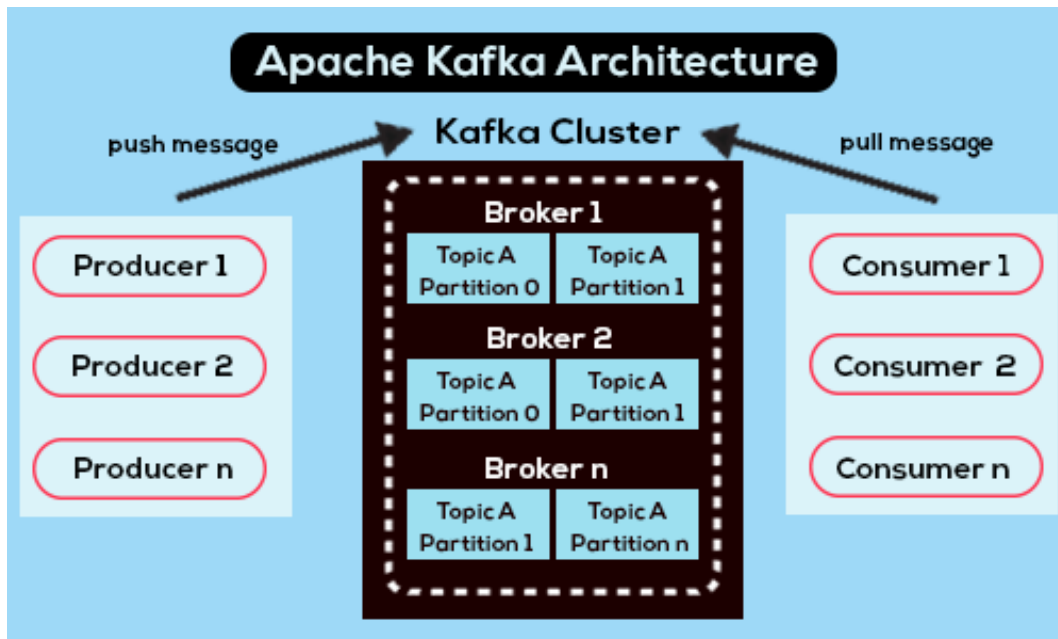 Apache Kafka Architecture
push message
Kafka Cluster
pull message
Producer 1
Producer 2
Producer n
Broker 1
Topic A
Partition 0
Topic A
Partition 1
Broker 2
Topic A
Partition 0
Topic A
Partition 1
Broker n
Topic A
Partition 1
Topic A
Partition n
Consumer 1
Consumer 2
Consumer n